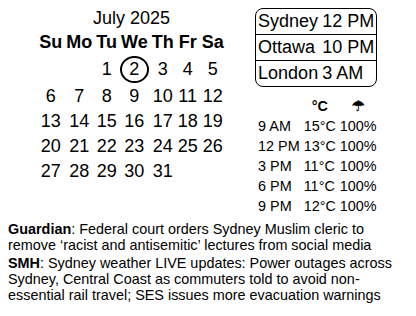 July 2025
Su Mo Tu We Th Fr Sa
1 2 3 4 5
6 7 8 9 10 11 12
13 14 15 16 17 18 19
20 21 22 23 24 25 26
27 28 29 30 31
Sydney 12 PM
Ottawa 10 PM
London 3 AM
°C ☂
9 AM 15°C 100%
12 PM 13°C 100%
3 PM 11°C 100%
6 PM 11°C 100%
9 PM 12°C 100%
Guardian: Federal court orders Sydney Muslim cleric to
remove ‘racist and antisemitic’ lectures from social media
SMH: Sydney weather LIVE updates: Power outages across
Sydney, Central Coast as commuters told to avoid non-
essential rail travel; SES issues more evacuation warnings